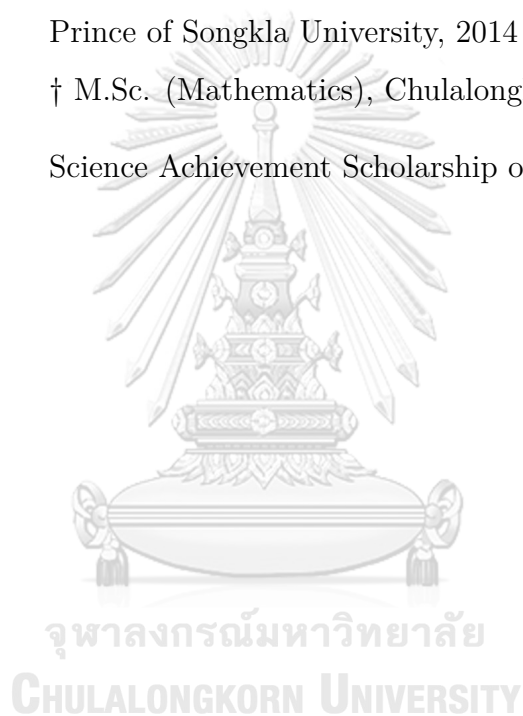 Prince of Songkla University, 2014
† M.Sc. (Mathematics), Chulalong
Science Achievement Scholarship o
จุฬาลงกรณ์มหาวิทยาลัย
CHULALONGKORN UNIVERSITY